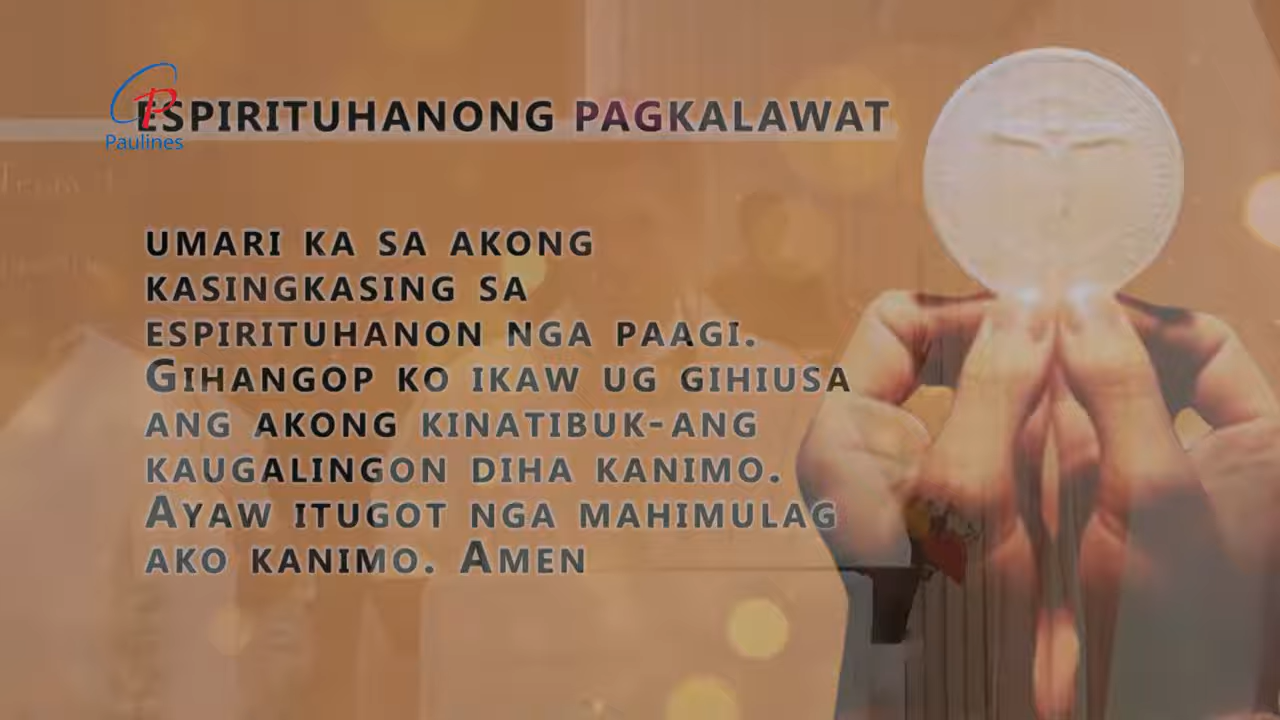 ESPIRITUHANONG PAGKALAWAT
Paulines
UMARI KA SA AKONG
KASINGKASING SA
ESPIRITUHANON NGA PAAGI.
GIHANGOP KO IKAW UG GIHIUSA
ANG AKONG KINATIBUK-ANG
KAUGALINGON DIHA KANIMO.
AYAW ITUGOT NGA MAHIMULAG
AKO KANIMO. AMEN